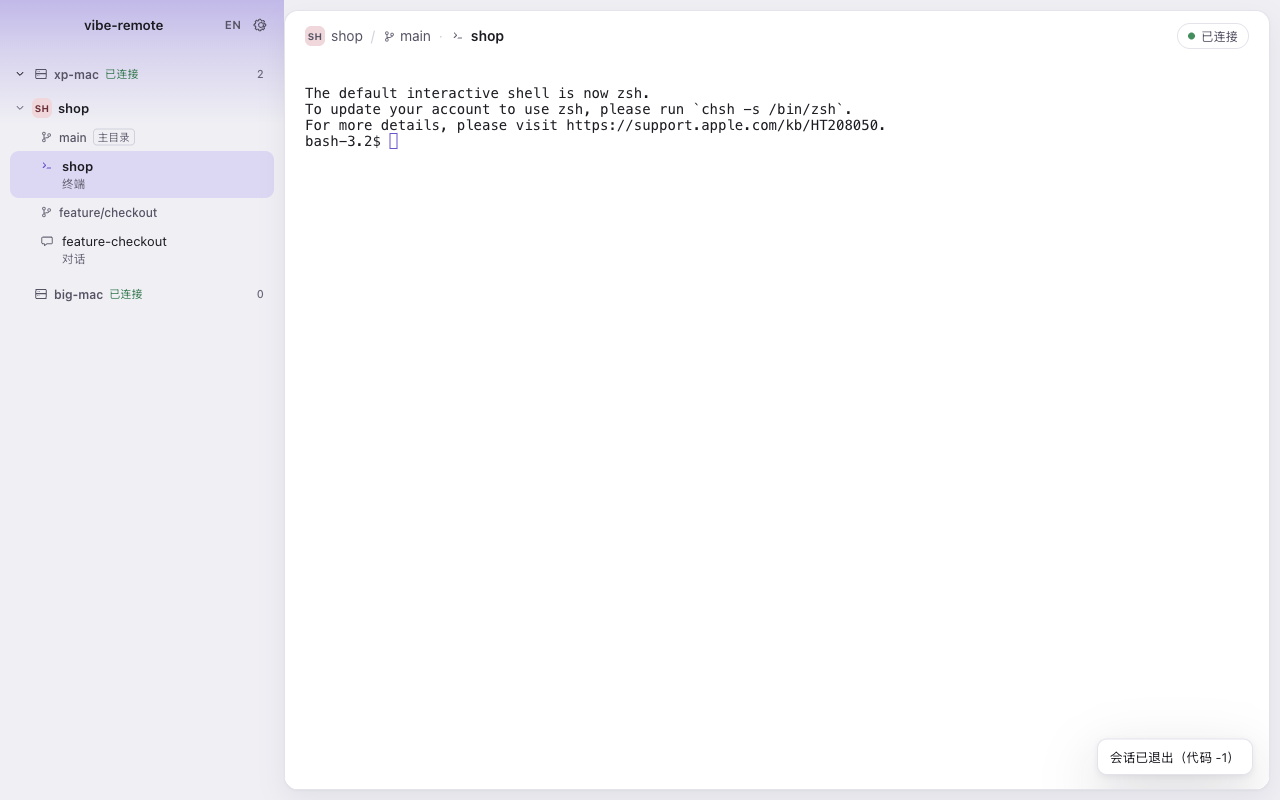 vibe-remote
EN
xp-mac 已连接 2
SH shop
main 主目录
shop
终端
feature/checkout
feature-checkout
对话
big-mac 已连接 0
SH shop / main · shop
已连接
The default interactive shell is now zsh.
To update your account to use zsh, please run `chsh -s /bin/zsh`.
For more details, please visit https://support.apple.com/kb/HT208050.
bash-3.2$
会话已退出（代码 -1）